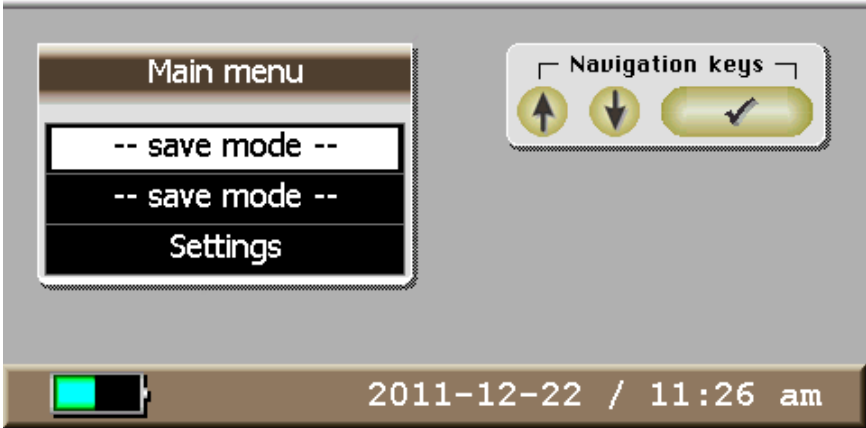 Main menu
-- save mode --
-- save mode --
Settings
Navigation keys
2011-12-22 / 11:26 am